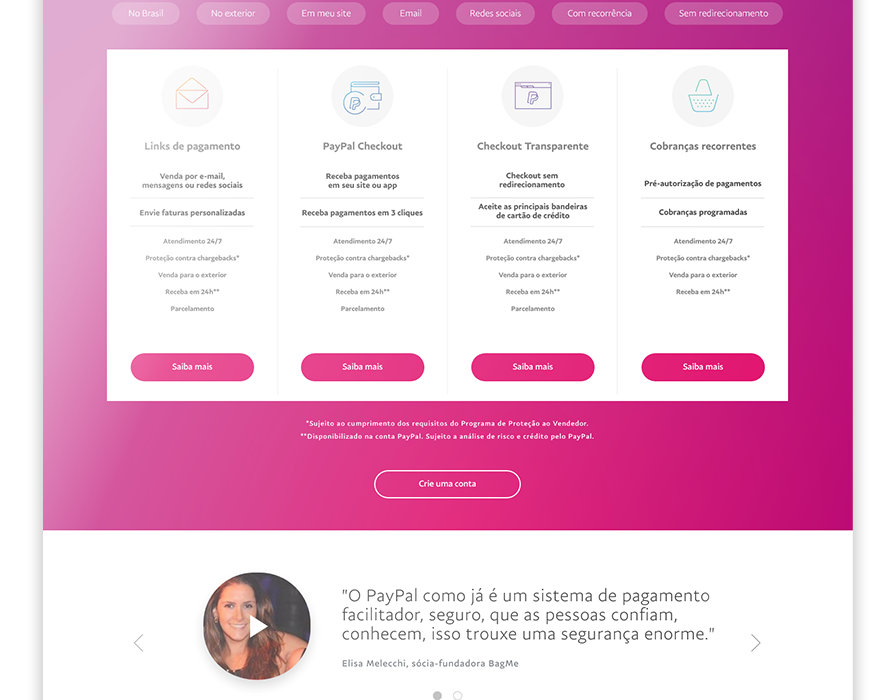 No Brasil
No exterior
Em meu site
Email
Redes sociais
Com recorrência
Sem redirecionamento
Links de pagamento
Venda por e-mail,
mensagens ou redes sociais
Envie faturas personalizadas
Atendimento 24/7
Proteção contra chargebacks*
Venda para o exterior
Receba em 24h**
Parcelamento
Saiba mais
PayPal Checkout
Receba pagamentos
em seu site ou app
Receba pagamentos em 3 cliques
Atendimento 24/7
Proteção contra chargebacks*
Venda para o exterior
Receba em 24h**
Parcelamento
Saiba mais
Checkout Transparente
Checkout sem
redirecionamento
Aceite as principais bandeiras
de cartão de crédito
Atendimento 24/7
Proteção contra chargebacks*
Venda para o exterior
Receba em 24h**
Parcelamento
Saiba mais
Cobranças recorrentes
Pré-autorização de pagamentos
Cobranças programadas
Atendimento 24/7
Proteção contra chargebacks*
Venda para o exterior
Receba em 24h**
Saiba mais
*Sujeito ao cumprimento dos requisitos do Programa de Proteção ao Vendedor.
**Disponibilizado na conta PayPal. Sujeito a análise de risco e crédito pelo PayPal.
Crie uma conta
"O PayPal como já é um sistema de pagamento
facilitador, seguro, que as pessoas confiam,
conhecem, isso trouxe uma segurança enorme."
Elisa Melecchi, sócia-fundadora BagMe